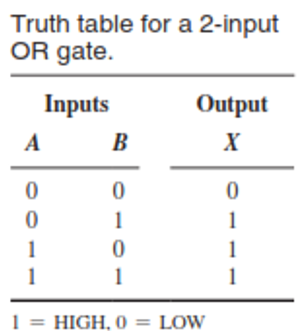 Truth table for a 2-input
OR gate.
Inputs Output
A B X
0 0 0
0 1 1
1 0 1
1 1 1
1 = HIGH, 0 = LOW